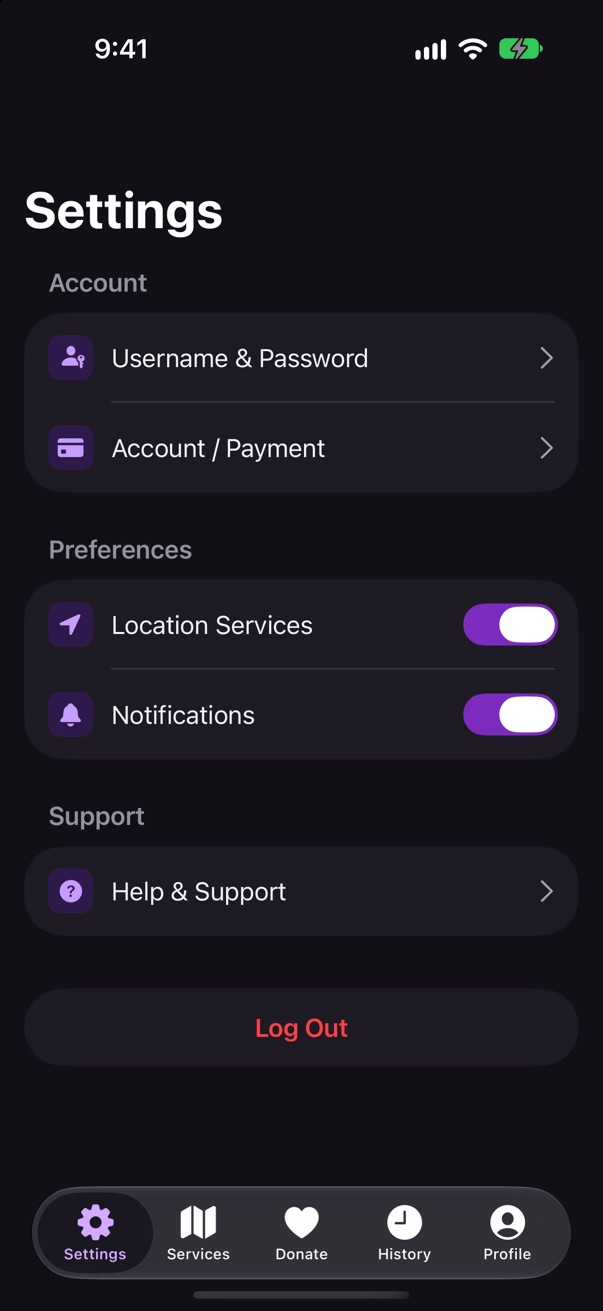 9:41
Settings
Account
Username & Password
Account / Payment
Preferences
Location Services
Notifications
Support
?
Help & Support
Log Out
Settings
Services
Donate
History
Profile